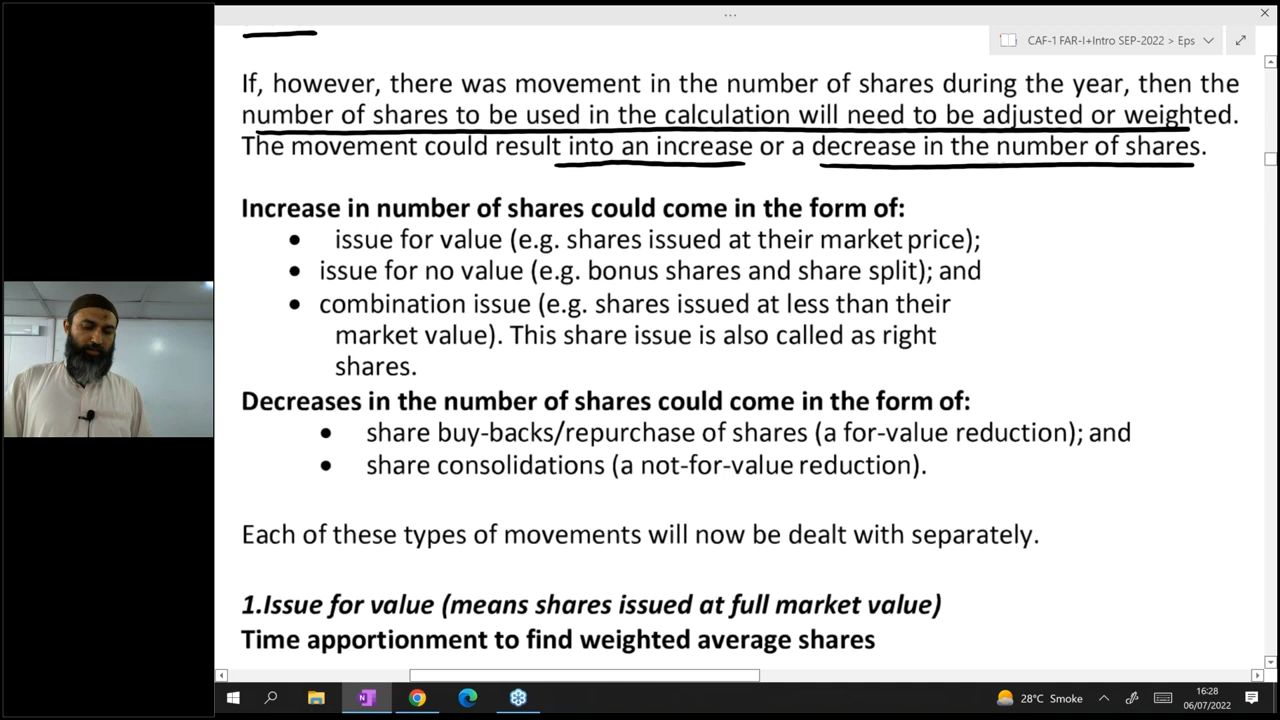 CAF-1 FAR-I+Intro SEP-2022 > Eps
If, however, there was movement in the number of shares during the year, then the
number of shares to be used in the calculation will need to be adjusted or weighted.
The movement could result into an increase or a decrease in the number of shares.
Increase in number of shares could come in the form of:
• issue for value (e.g. shares issued at their market price);
• issue for no value (e.g. bonus shares and share split); and
• combination issue (e.g. shares issued at less than their
market value). This share issue is also called as right
shares.
Decreases in the number of shares could come in the form of:
• share buy-backs/repurchase of shares (a for-value reduction); and
• share consolidations (a not-for-value reduction).
Each of these types of movements will now be dealt with separately.
1.Issue for value (means shares issued at full market value)
Time apportionment to find weighted average shares
28°C Smoke
16:28
06/07/2022